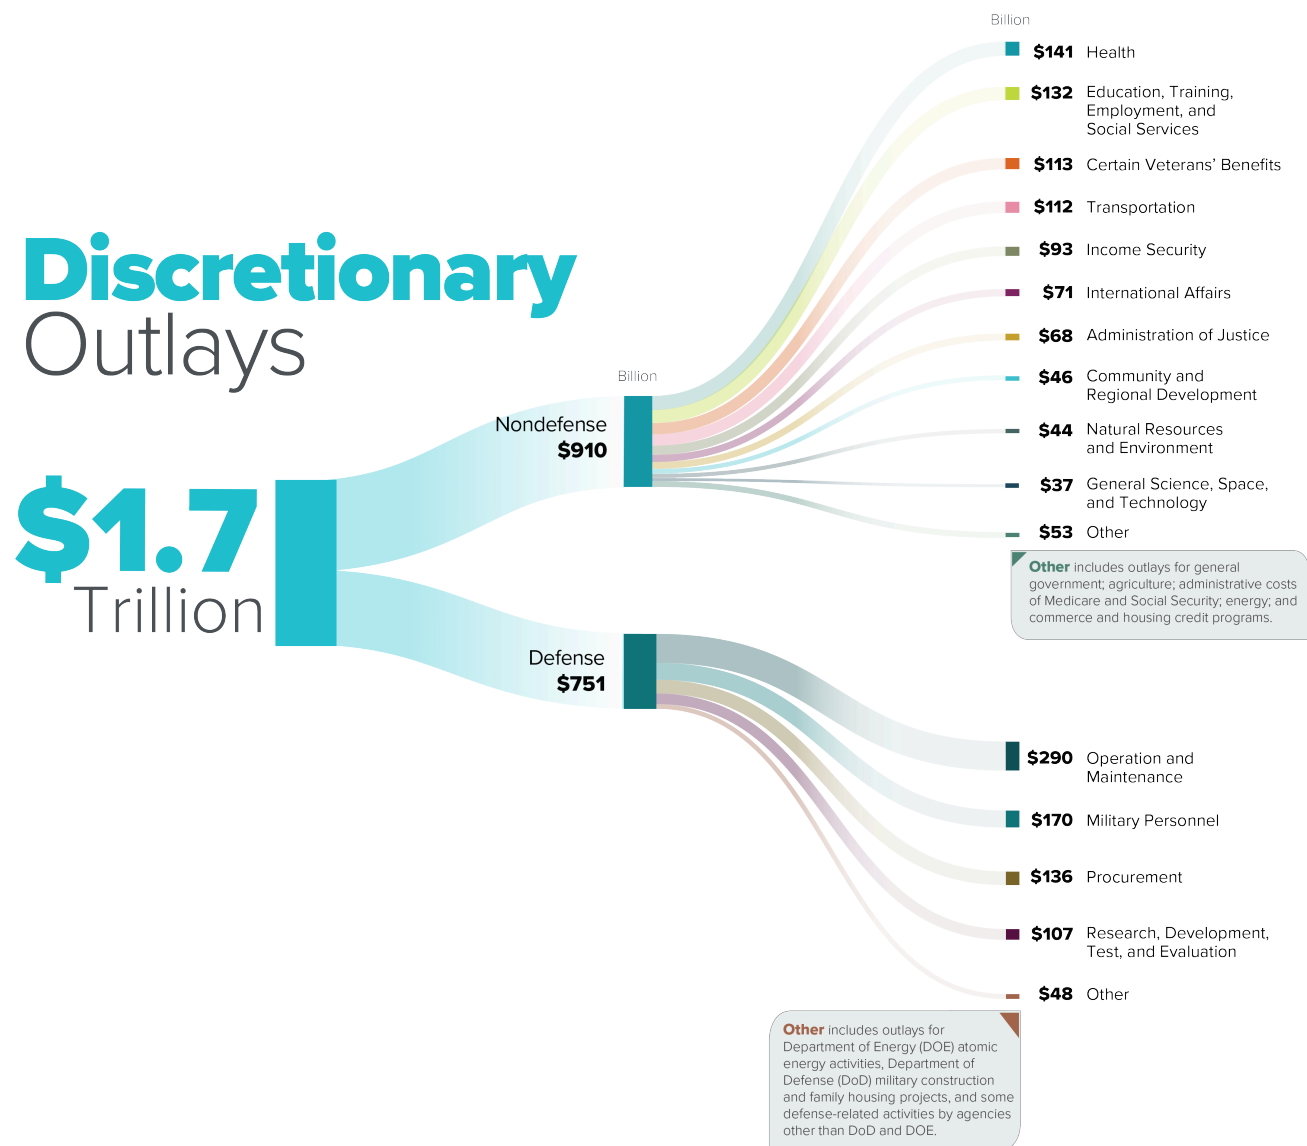 Discretionary
Outlays
$1.7
Trillion
Billion
Nondefense
$910
Defense
$751
Billion
$141 Health
$132 Education, Training,
Employment, and
Social Services
$113 Certain Veterans’ Benefits
$112 Transportation
$93 Income Security
$71 International Affairs
$68 Administration of Justice
$46 Community and
Regional Development
$44 Natural Resources
and Environment
$37 General Science, Space,
and Technology
$53 Other
Other includes outlays for general
government; agriculture; administrative costs
of Medicare and Social Security; energy; and
commerce and housing credit programs.
$290 Operation and
Maintenance
$170 Military Personnel
$136 Procurement
$107 Research, Development,
Test, and Evaluation
$48 Other
Other includes outlays for
Department of Energy (DOE) atomic
energy activities, Department of
Defense (DoD) military construction
and family housing projects, and some
defense-related activities by agencies
other than DoD and DOE.